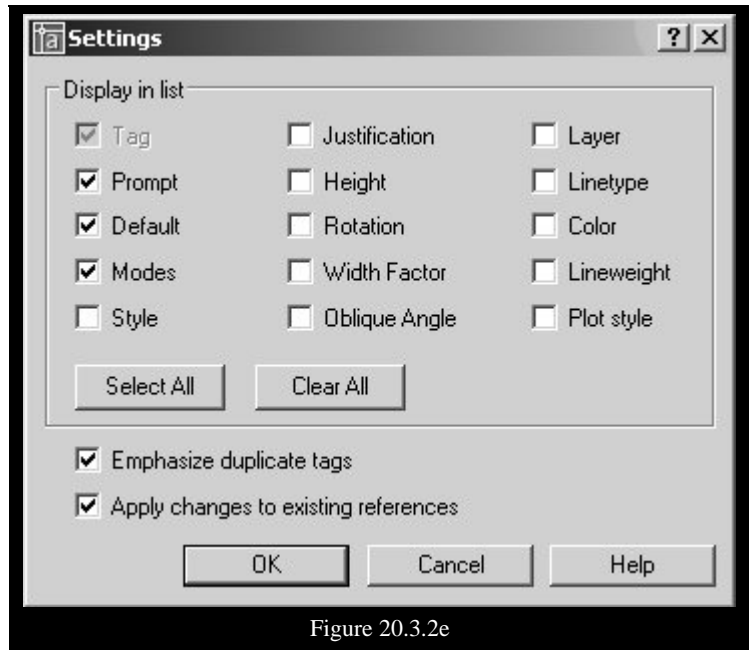 Settings
Display in list
Tag Justification Layer
Prompt Height Linetype
Default Rotation Color
Modes Width Factor Lineweight
Style Oblique Angle Plot style
Select All Clear All
Emphasize duplicate tags
Apply changes to existing references
OK Cancel Help
Figure 20.3.2e